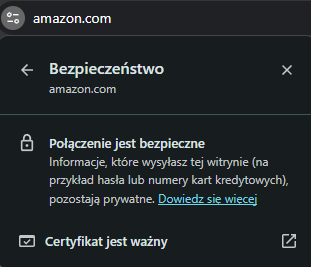 amazon.com
Bezpieczeństwo
amazon.com
Połączenie jest bezpieczne
Informacje, które wysyłasz tej witrynie (na
przykład hasła lub numery kart kredytowych),
pozostają prywatne. Dowiedz się więcej
Certyfikat jest ważny